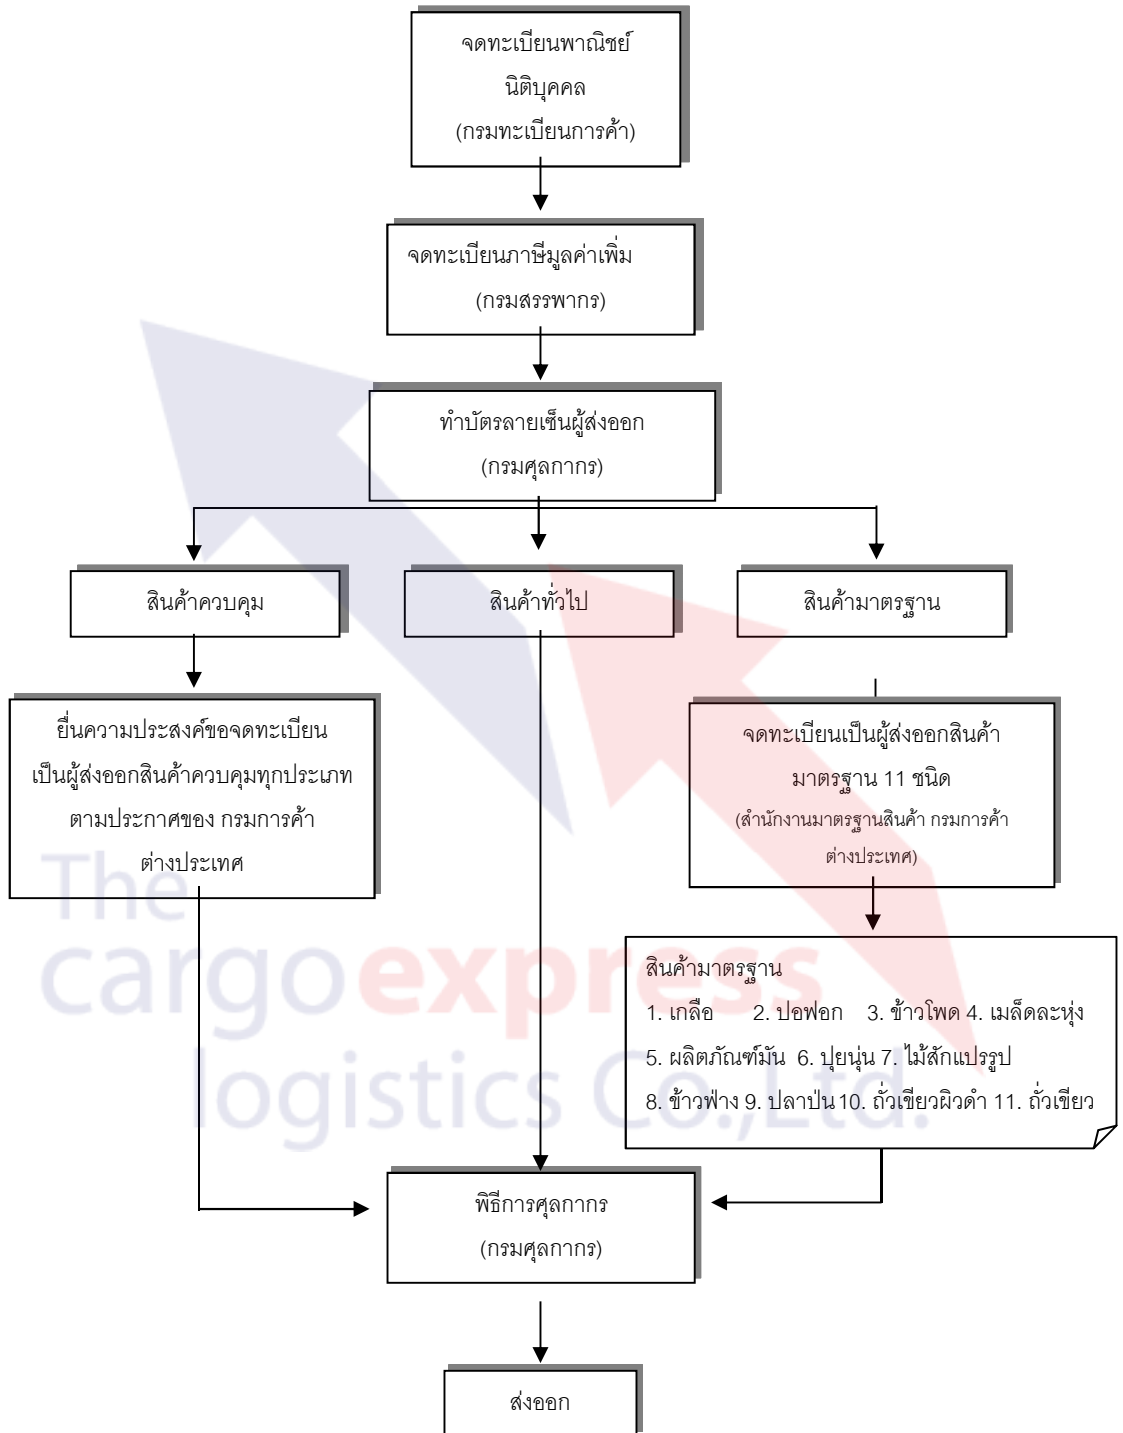 จดทะเบียนพาณิชย์
นิติบุคคล
(กรมทะเบียนการค้า)
จดทะเบียนภาษีมูลค่าเพิ่ม
(กรมสรรพากร)
ทำบัตรลายเซ็นผู้ส่งออก
(กรมศุลกากร)
สินค้าควบคุม
สินค้าทั่วไป
สินค้ามาตรฐาน
ยื่นความประสงค์ขอจดทะเบียน
เป็นผู้ส่งออกสินค้าควบคุมทุกประเภท
ตามประกาศของ กรมการค้า
ต่างประเทศ
จดทะเบียนเป็นผู้ส่งออกสินค้า
มาตรฐาน 11 ชนิด
(สำนักงานมาตรฐานสินค้า กรมการค้า
ต่างประเทศ)
สินค้ามาตรฐาน
1. เกลือ 2. ปอฟอก 3. ข้าวโพด 4. เมล็ดละหุ่ง
5. ผลิตภัณฑ์มัน 6. ปุยนุ่น 7. ไม้สักแปรรูป
8. ข้าวฟ่าง 9. ปลาป่น 10. ถั่วเขียวผิวดำ 11. ถั่วเขียว
พิธีการศุลกากร
(กรมศุลกากร)
ส่งออก
The
cargoexpress
logistics Co.,Ltd.